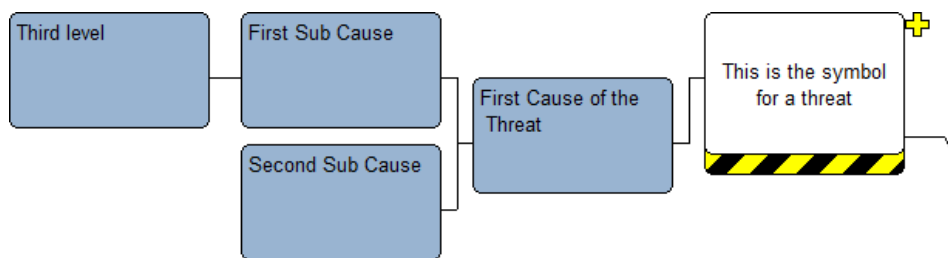 Third level
First Sub Cause
This is the symbol
for a threat
First Cause of the
Threat
Second Sub Cause